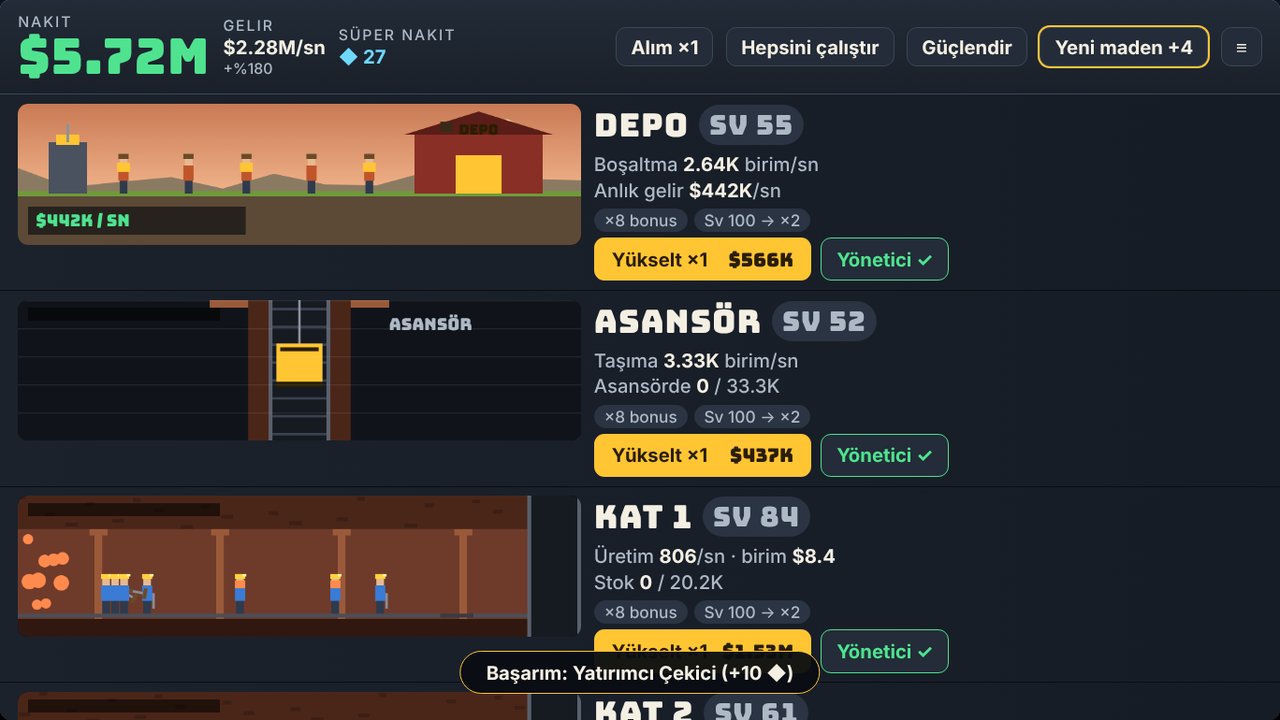 NAKIT
$5.72M
GELIR
$2.28M/sn
+%180
SÜPER NAKIT
◆ 27
Alım ×1
Hepsini çalıştır
Güçlendir
Yeni maden +4
≡
DEPO
$442K / SN
DEPO SV 55
Boşaltma 2.64K birim/sn
Anlık gelir $442K/sn
×8 bonus Sv 100 → ×2
Yükselt ×1 $566K Yönetici ✓
ASANSÖR
ASANSÖR SV 52
Taşıma 3.33K birim/sn
Asansörde 0 / 33.3K
×8 bonus Sv 100 → ×2
Yükselt ×1 $437K Yönetici ✓
KAT 1 SV 84
Üretim 806/sn · birim $8.4
Stok 0 / 20.2K
×8 bonus Sv 100 → ×2
Yükselt ×1 $1.53M Yönetici ✓
Başarım: Yatırımcı Çekici (+10 ◆)
KAT 2 SV 61